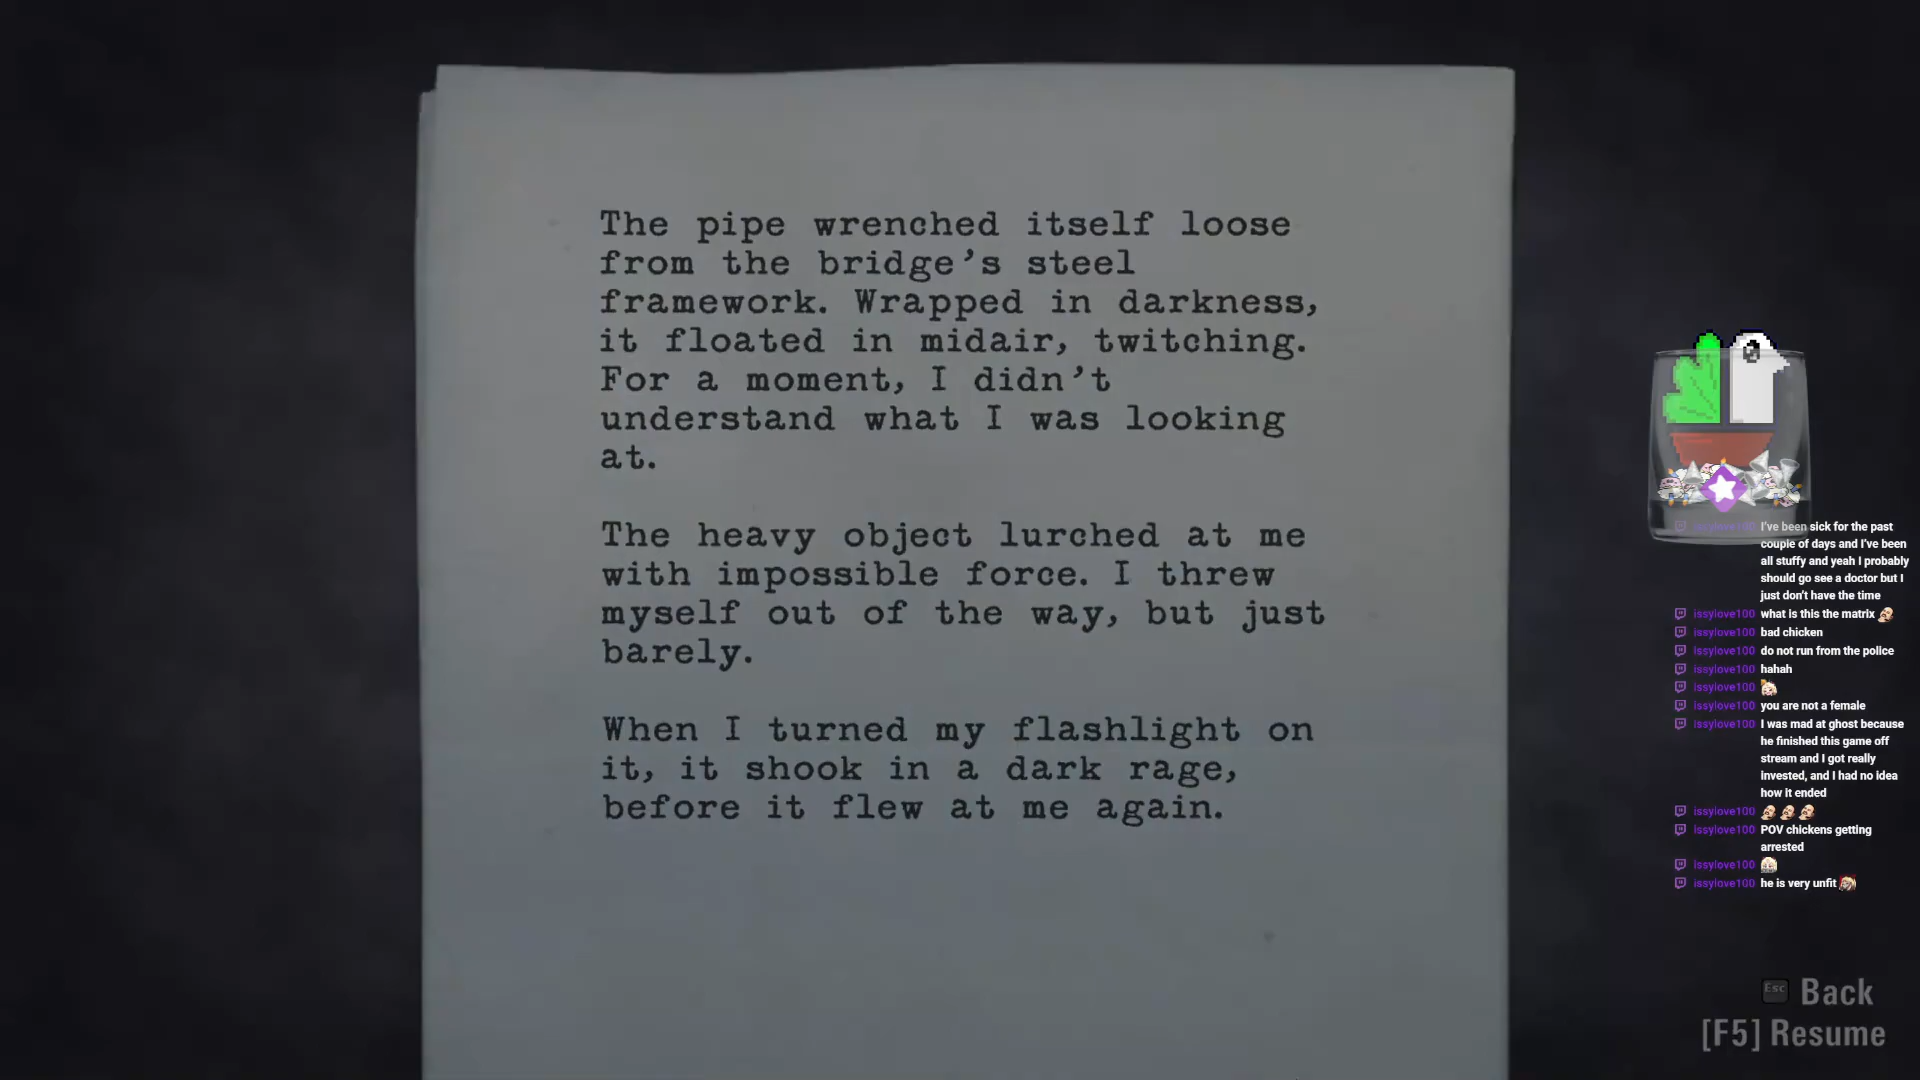 The pipe wrenched itself loose
from the bridge’s steel
framework. Wrapped in darkness,
it floated in midair, twitching.
For a moment, I didn’t
understand what I was looking
at.
The heavy object lurched at me
with impossible force. I threw
myself out of the way, but just
barely.
When I turned my flashlight on
it, it shook in a dark rage,
before it flew at me again.
issylove100 I've been sick for the past
couple of days and I've been
all stuffy and yeah I probably
should go see a doctor but I
just don't have the time
issylove100 what is this the matrix
issylove100 bad chicken
issylove100 do not run from the police
issylove100 hahah
issylove100
issylove100 you are not a female
issylove100 I was mad at ghost because
he finished this game off
stream and I got really
invested, and I had no idea
how it ended
issylove100
issylove100 POV chickens getting
arrested
issylove100
issylove100 he is very unfit
Esc Back
[F5] Resume